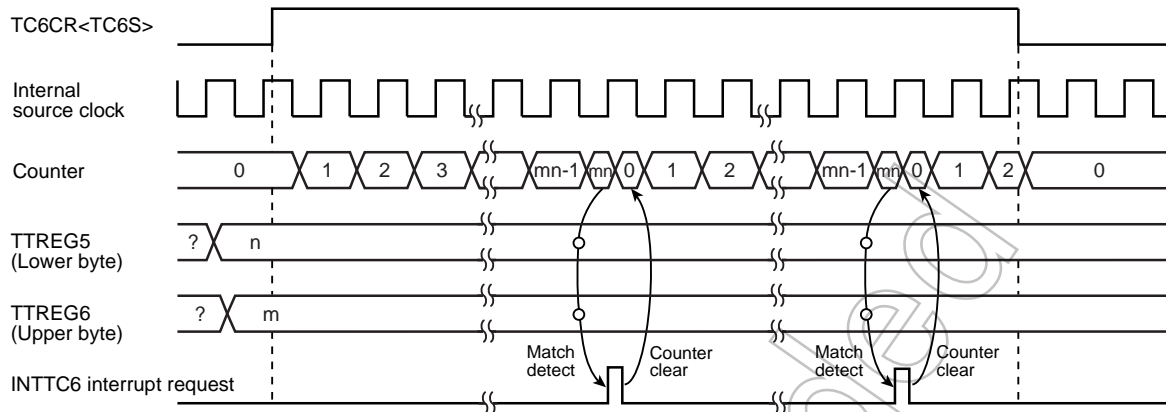 TC6CR<TC6S>
Internal
source clock
Counter
0 1 2 3 mn-1 mn 0 1 2 mn-1 mn 0 1 2 0
TTREG5
(Lower byte)
? n
TTREG6
(Upper byte)
? m
Match
detect
Counter
clear
Match
detect
Counter
clear
INTTC6 interrupt request